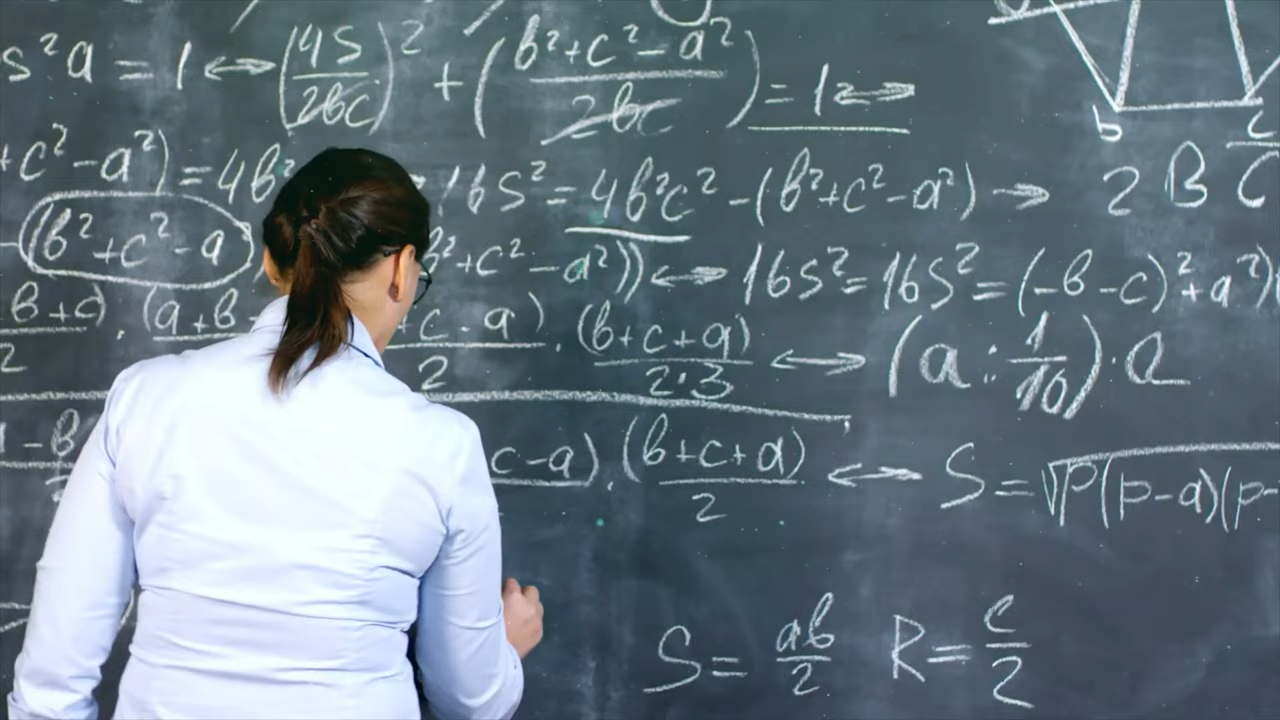 s²a = 1 ↔ (4S/2bc)² + (b²+c²-a²/2bc) = 1 ↔
b
+c²-a²) = 4b² 16S² = 4b²c² - (b²+c²-a²) → 2 B C
-(b²+c²-a) b²+c²-a²)) ↔ 16S² = 16S² = (-b-c)²+a²)
b+c)/2 · (a+b- +c-a)/2 · (b+c+a)/2·3 ↔ (a : 1/10) · a
-b c-a) · (b+c+a)/2 ↔ S = √p(p-a)(p-
S = ab/2 R = c/2